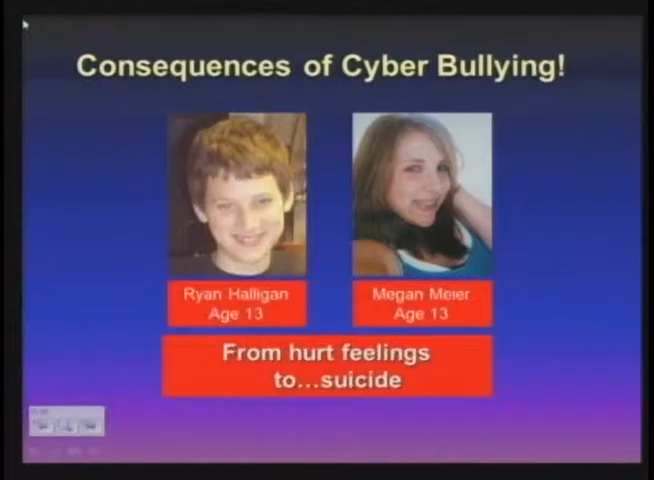 Consequences of Cyber Bullying!
Ryan Halligan
Age 13
Megan Meier
Age 13
From hurt feelings
to...suicide